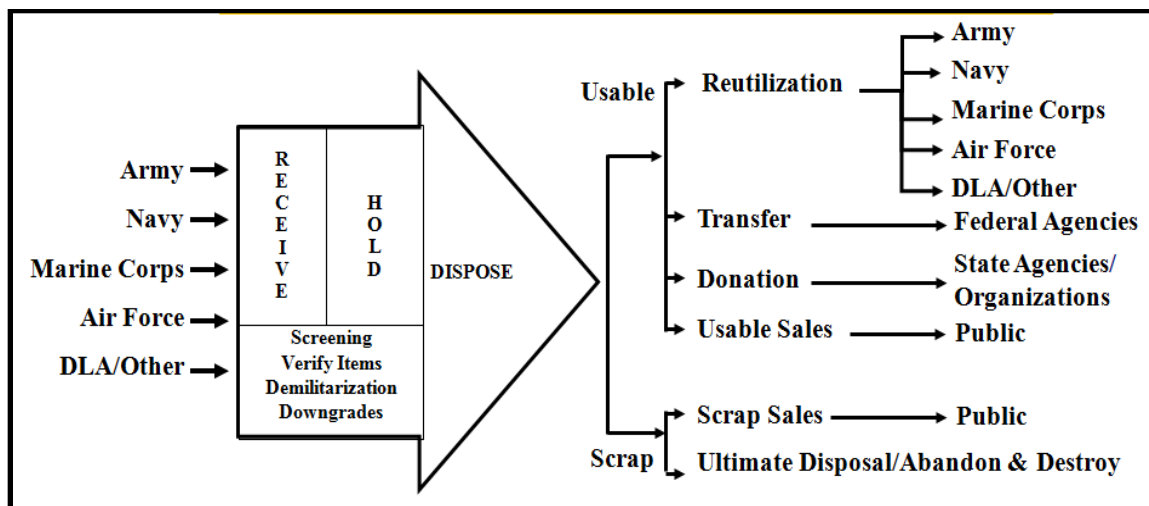 Army
Navy
Marine Corps
Air Force
DLA/Other
RECEIVE
HOLD
Screening
Verify Items
Demilitarization
Downgrades
DISPOSE
Usable
Reutilization
Army
Navy
Marine Corps
Air Force
DLA/Other
Transfer
Federal Agencies
Donation
State Agencies/
Organizations
Usable Sales
Public
Scrap
Scrap Sales
Public
Ultimate Disposal/Abandon & Destroy